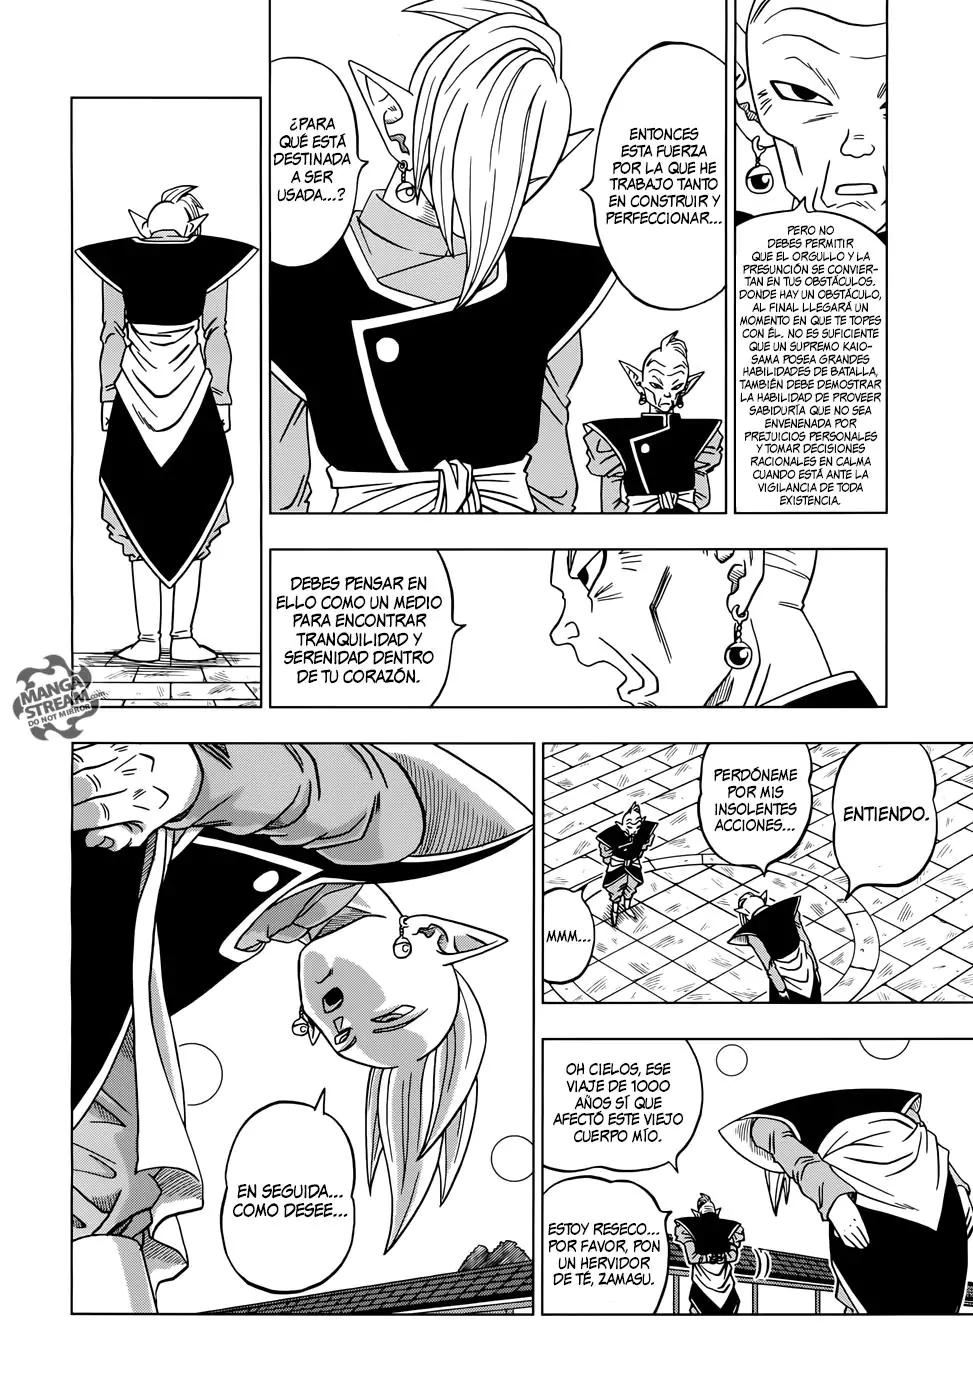 PERO NO
DEBES PERMITIR
QUE EL ORGULLO Y LA
PRESUNCIÓN SE CONVIER-
TAN EN TUS OBSTÁCULOS.
DONDE HAY UN OBSTÁCULO,
AL FINAL LLEGARÁ UN
MOMENTO EN QUE TE TOPES
CON ÉL. NO ES SUFICIENTE
QUE UN SUPREMO KAIO-
SAMA POSEA GRANDES
HABILIDADES DE BATALLA,
TAMBIÉN DEBE DEMOSTRAR
LA HABILIDAD DE PROVEER
SABIDURÍA QUE NO SEA
ENVENENADA POR
PREJUICIOS PERSONALES
Y TOMAR DECISIONES
RACIONALES EN CALMA
CUANDO ESTÁ ANTE LA
VIGILANCIA DE TODA
EXISTENCIA.
ENTONCES
ESTA FUERZA
POR LA QUE HE
TRABAJO TANTO
EN CONSTRUIR Y
PERFECCIONAR...
¿PARA
QUÉ ESTÁ
DESTINADA
A SER
USADA...?
DEBES PENSAR EN
ELLO COMO UN MEDIO
PARA ENCONTRAR
TRANQUILIDAD Y
SERENIDAD DENTRO
DE TU CORAZÓN.
MANGA
STREAM.com
DO NOT MIRROR
ENTIENDO.
PERDÓNEME
POR MIS
INSOLENTES
ACCIONES...
MMM...
OH CIELOS, ESE
VIAJE DE 1000
AÑOS SÍ QUE
AFECTÓ ESTE VIEJO
CUERPO MÍO.
ESTOY RESECO...
POR FAVOR, PON
UN HERVIDOR
DE TÉ, ZAMASU.
EN SEGUIDA...
COMO DESEE...